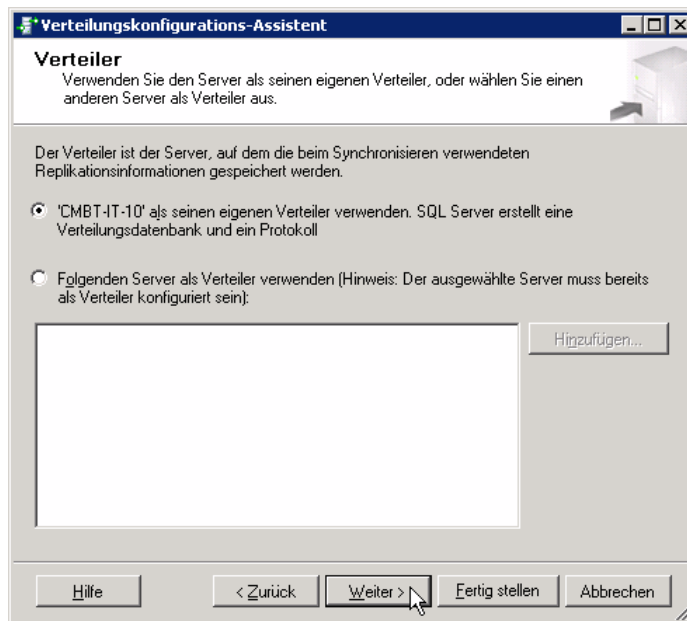 Verteilungskonfigurations-Assistent
Verteiler
Verwenden Sie den Server als seinen eigenen Verteiler, oder wählen Sie einen
anderen Server als Verteiler aus.
Der Verteiler ist der Server, auf dem die beim Synchronisieren verwendeten
Replikationsinformationen gespeichert werden.
'CMBT-IT-10' als seinen eigenen Verteiler verwenden. SQL Server erstellt eine
Verteilungsdatenbank und ein Protokoll
Folgenden Server als Verteiler verwenden (Hinweis: Der ausgewählte Server muss bereits
als Verteiler konfiguriert sein):
Hinzufügen...
Hilfe
< Zurück
Weiter >
Fertig stellen
Abbrechen